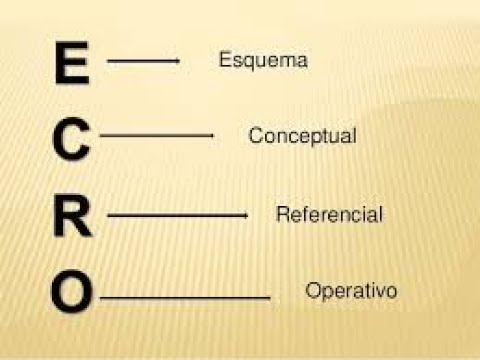 E Esquema
C Conceptual
R Referencial
O Operativo